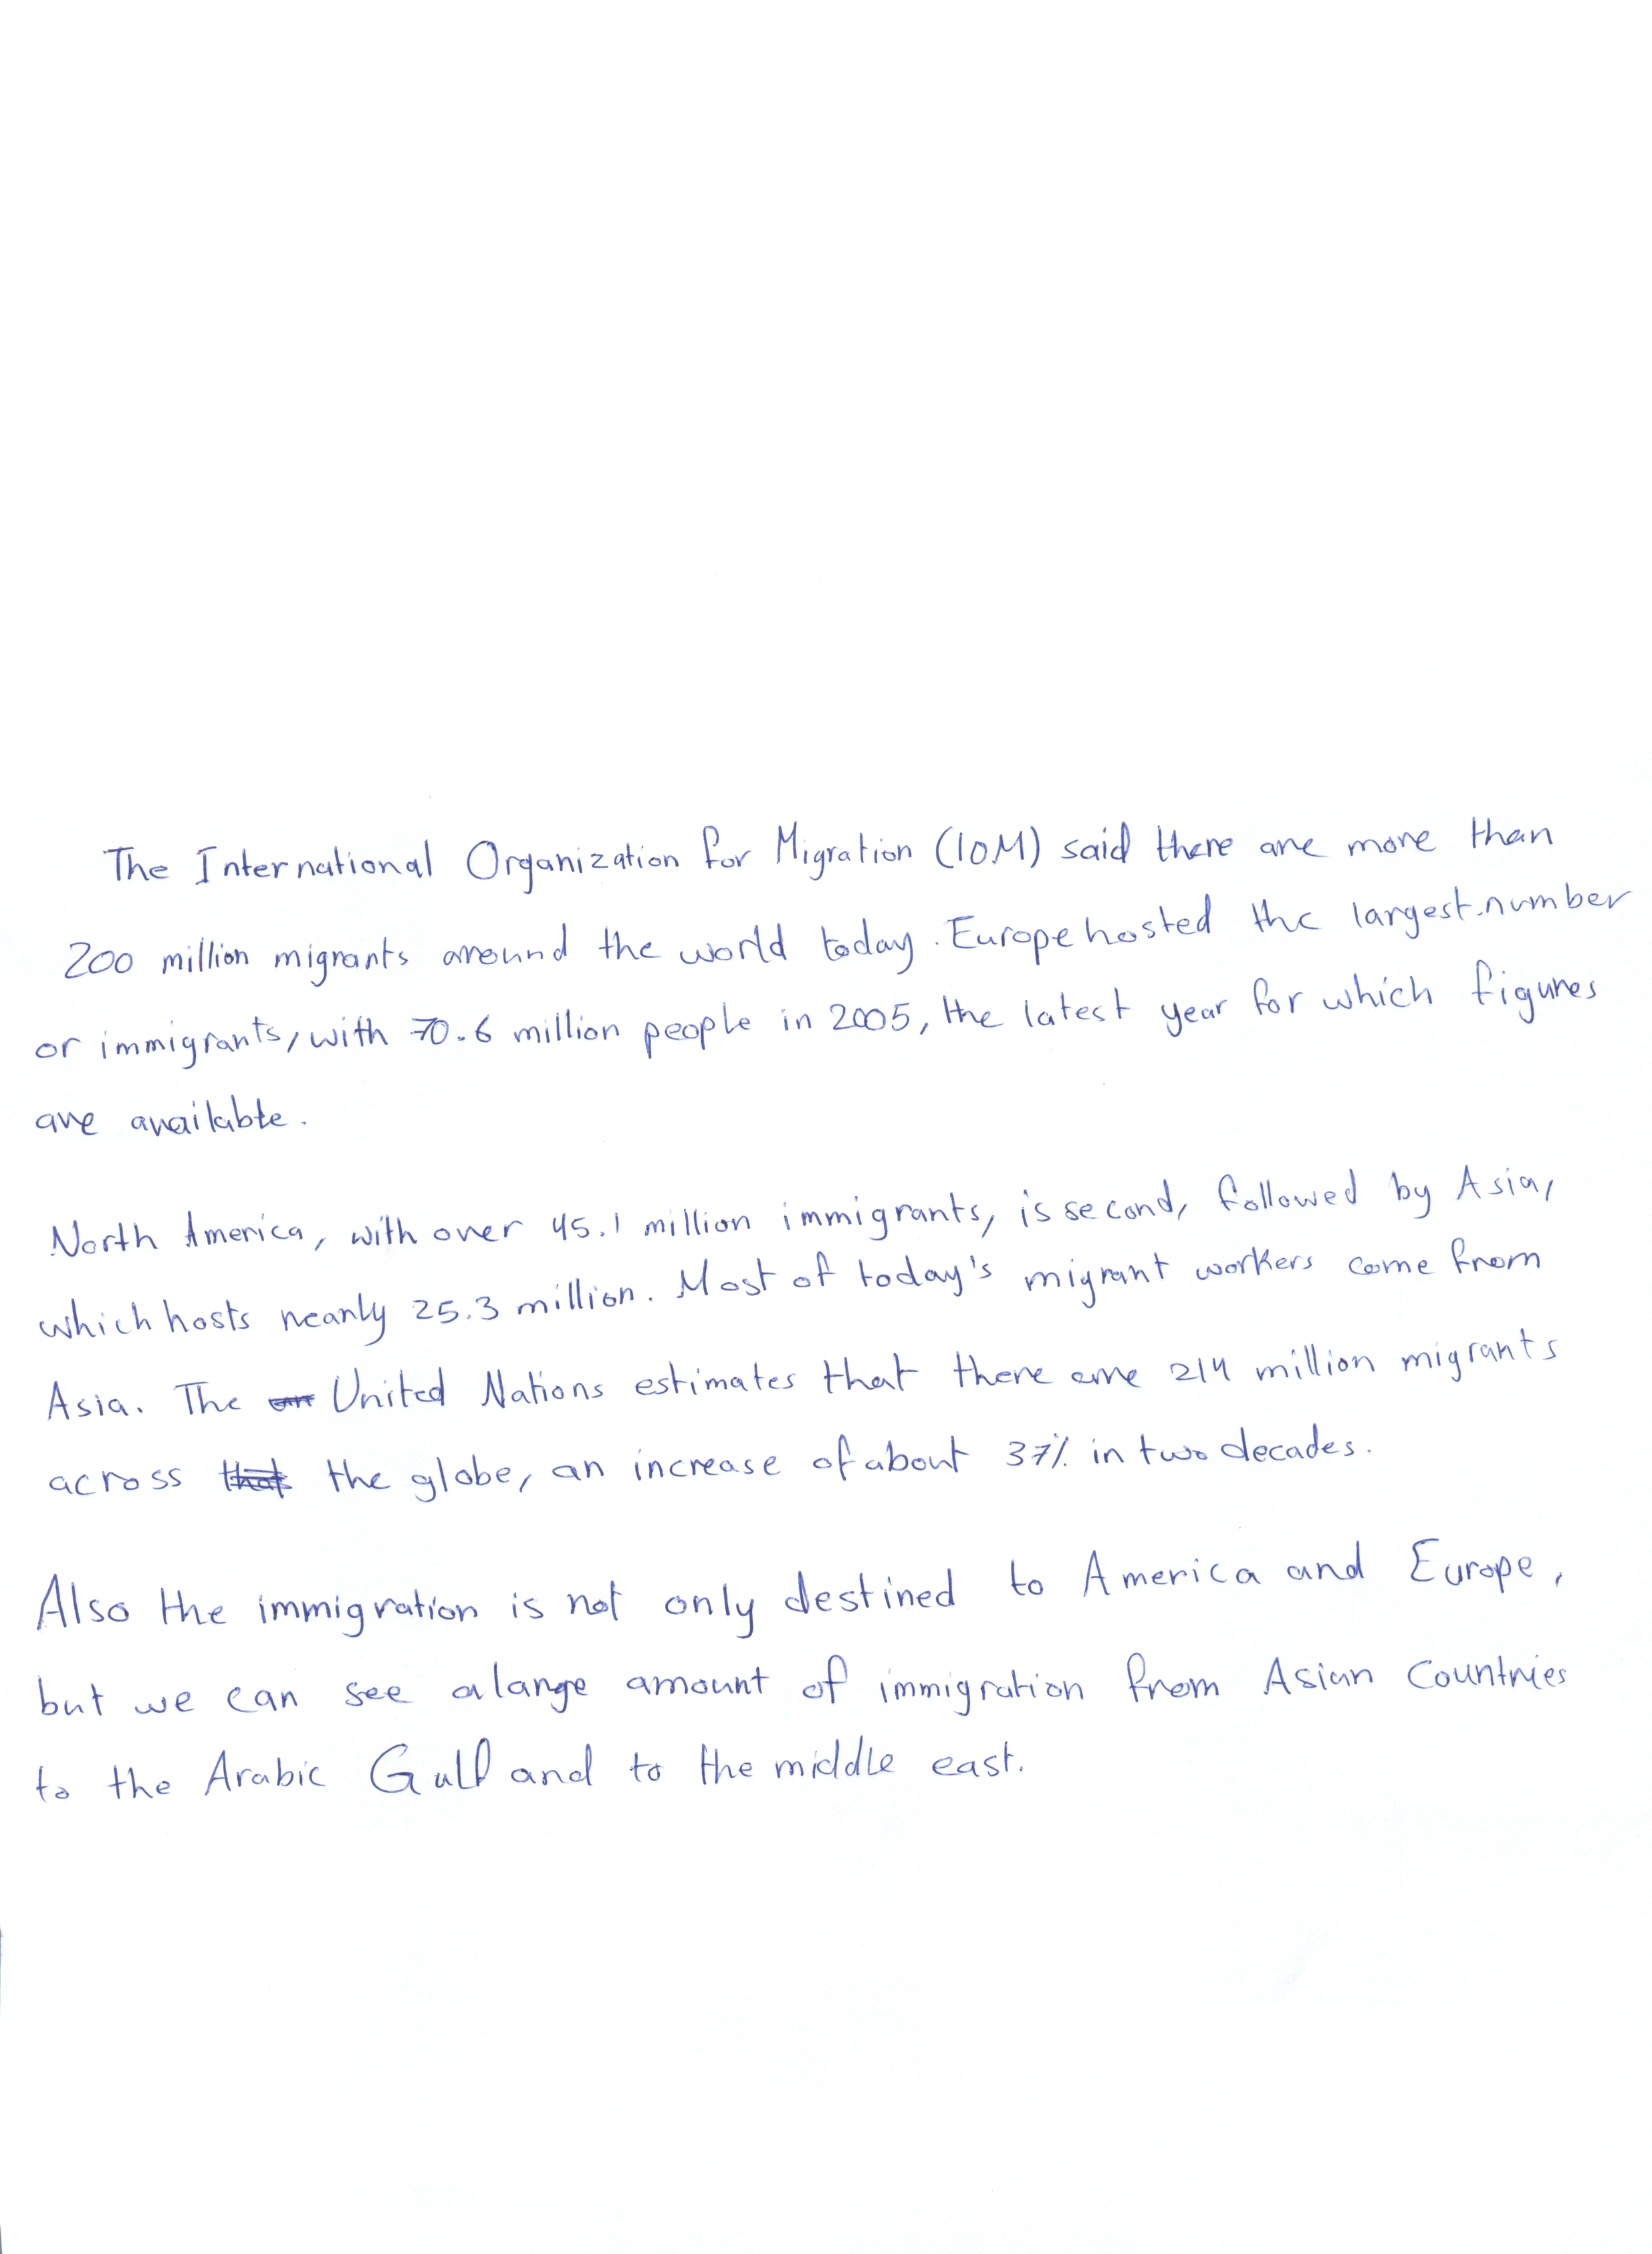 The International Organization for Migration (IOM) said there are more than
200 million migrants around the world today. Europe hosted the largest number
or immigrants, with 70.6 million people in 2005, the latest year for which figures
are available.
North America, with over 45.1 million immigrants, is second, followed by Asia,
which hosts nearly 25.3 million. Most of today's migrant workers come from
Asia. The United Nations estimates that there are 214 million migrants
across that the globe, an increase of about 37% in two decades.
Also the immigration is not only destined to America and Europe,
but we can see a large amount of immigration from Asian Countries
to the Arabic Gulf and to the middle east.